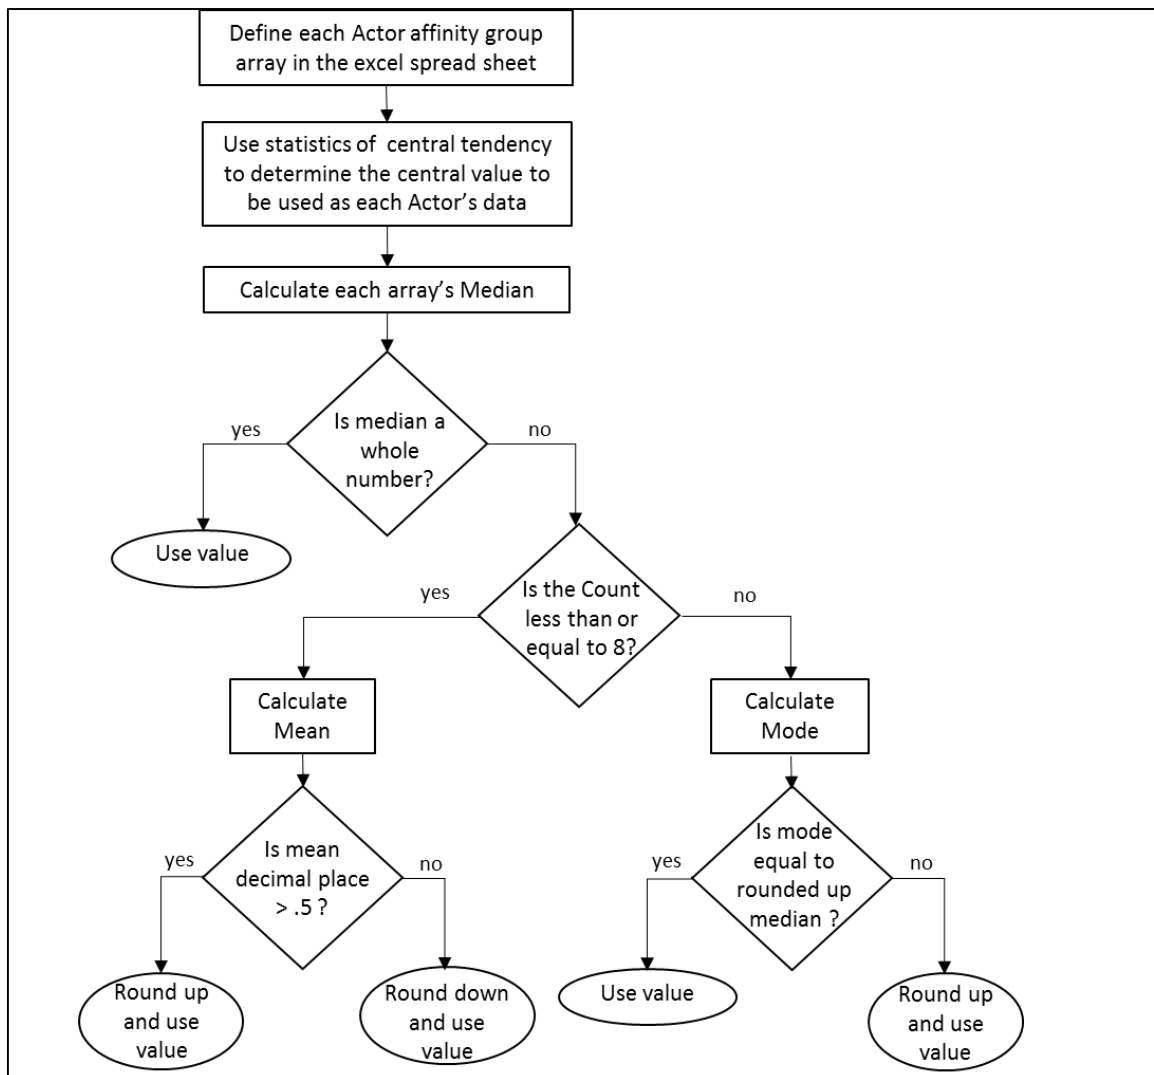 Define each Actor affinity group
array in the excel spread sheet
Use statistics of central tendency
to determine the central value to
be used as each Actor’s data
Calculate each array’s Median
Is median a
whole
number?
yes
no
Use value
Is the Count
less than or
equal to 8?
yes
no
Calculate
Mean
Calculate
Mode
Is mean
decimal place
> .5 ?
yes
no
Is mode
equal to
rounded up
median ?
yes
no
Round up
and use
value
Round down
and use
value
Use value
Round up
and use
value